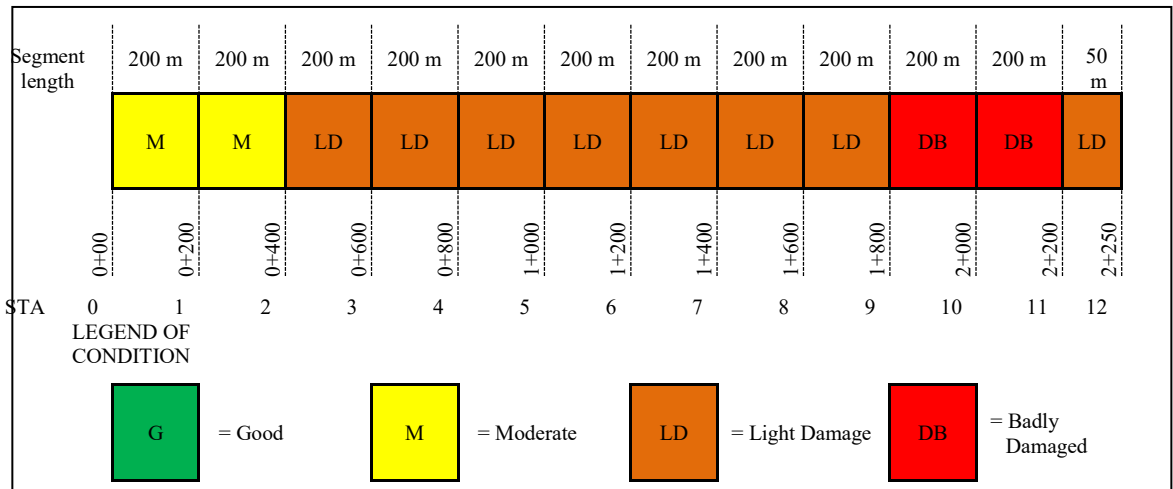 Segment length 200 m 200 m 200 m 200 m 200 m 200 m 200 m 200 m 200 m 200 m 200 m 50 m
M M LD LD LD LD LD LD LD DB DB LD
0+00 0+200 0+400 0+600 0+800 1+000 1+200 1+400 1+600 1+800 2+000 2+200 2+250
STA 0 1 2 3 4 5 6 7 8 9 10 11 12
LEGEND OF
CONDITION
G = Good M = Moderate LD = Light Damage DB = Badly Damaged